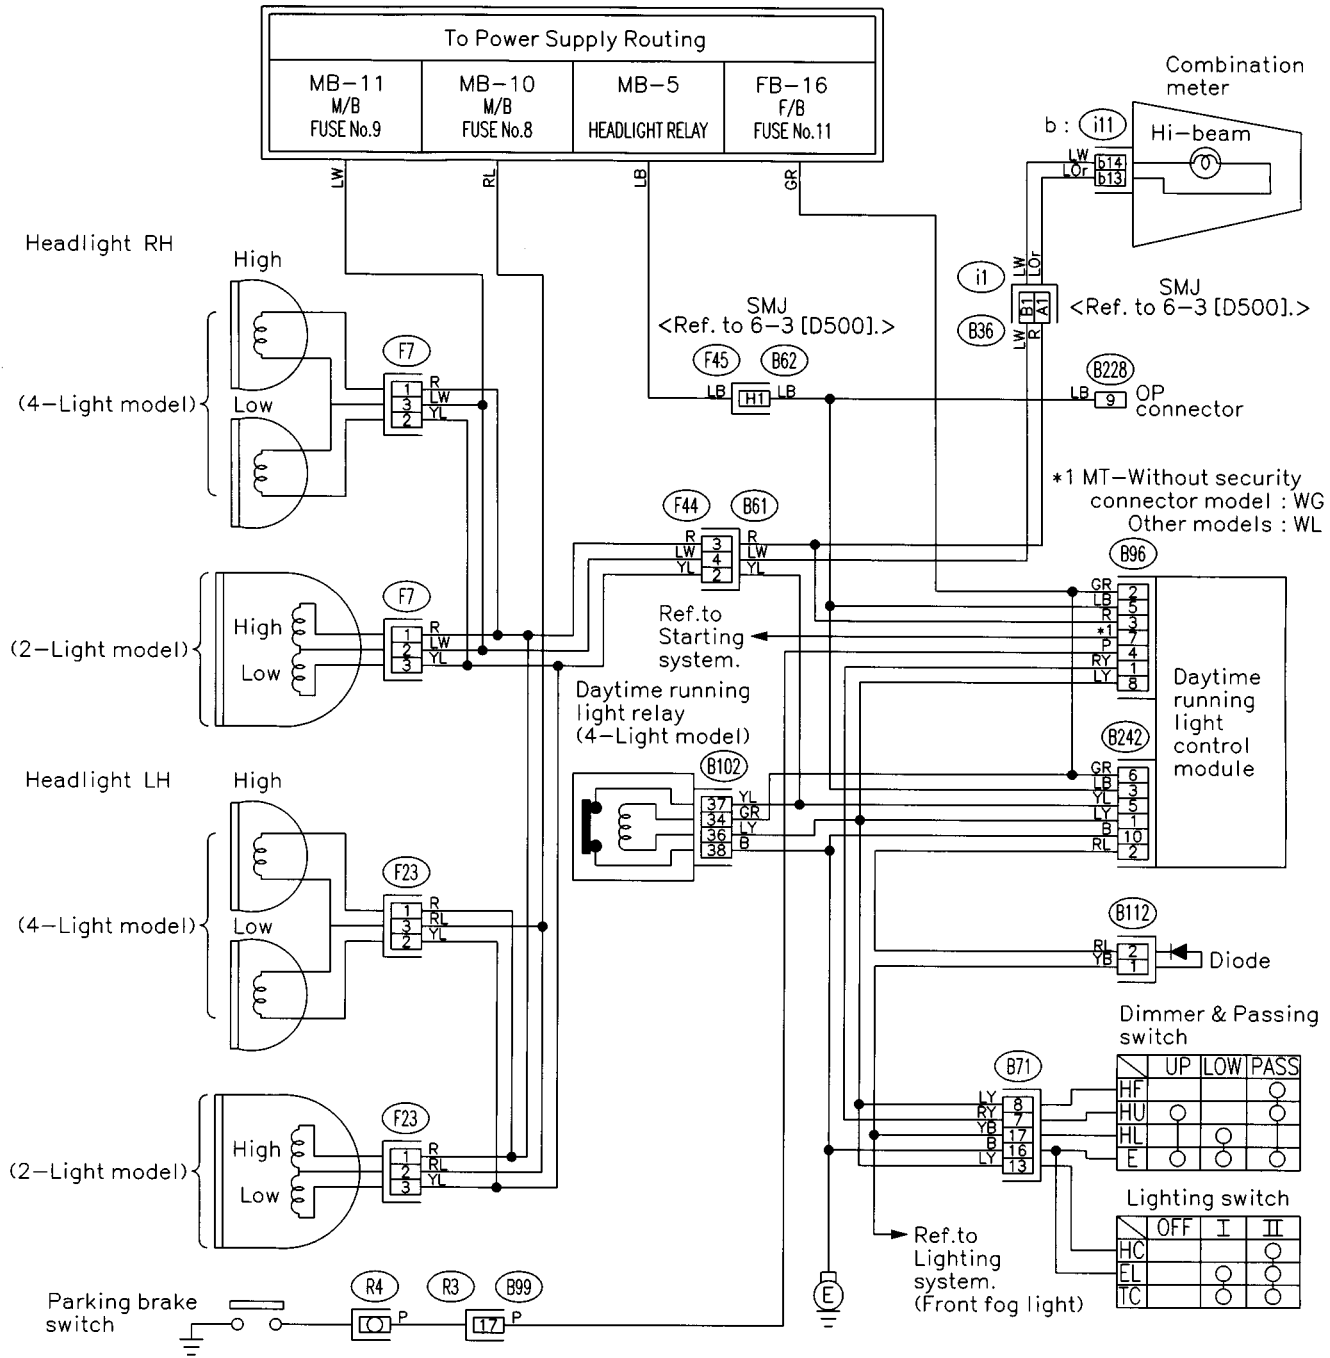 To Power Supply Routing
MB-11
M/B
FUSE No.9
MB-10
M/B
FUSE No.8
MB-5
HEADLIGHT RELAY
FB-16
F/B
FUSE No.11
LW
RL
LB
GR
Combination
meter
b : i11
Hi-beam
LW
b14
LOr
b13
LW
LOr
i1
B1
A1
B36
LW
R
SMJ
<Ref. to 6-3 [D500].>
SMJ
<Ref. to 6-3 [D500].>
F45
B62
LB
H1
LB
B228
LB
9
OP
connector
*1 MT-Without security
connector model : WG
Other models : WL
Headlight RH
High
(4-Light model)
Low
F7
1
R
3
LW
2
YL
(2-Light model)
High
Low
F7
1
R
2
LW
3
YL
F44
B61
R
3
R
LW
4
LW
YL
2
YL
Ref.to
Starting
system.
Daytime running
light relay
(4-Light model)
B102
37
YL
34
GR
36
LY
38
B
B96
GR
2
LB
5
R
3
*1
7
P
4
RY
1
LY
8
B242
GR
6
LB
3
YL
5
LY
1
B
10
RL
2
Daytime
running
light
control
module
Headlight LH
High
(4-Light model)
Low
F23
1
R
3
RL
2
YL
(2-Light model)
High
Low
F23
1
R
2
RL
3
YL
B112
RL
2
YB
1
Diode
B71
LY
8
RY
7
YB
17
B
16
LY
13
Dimmer & Passing
switch
UP
LOW
PASS
HF
HU
HL
E
Lighting switch
OFF
I
II
HC
EL
TC
Ref.to
Lighting
system.
(Front fog light)
E
Parking brake
switch
R4
P
R3
B99
17
P